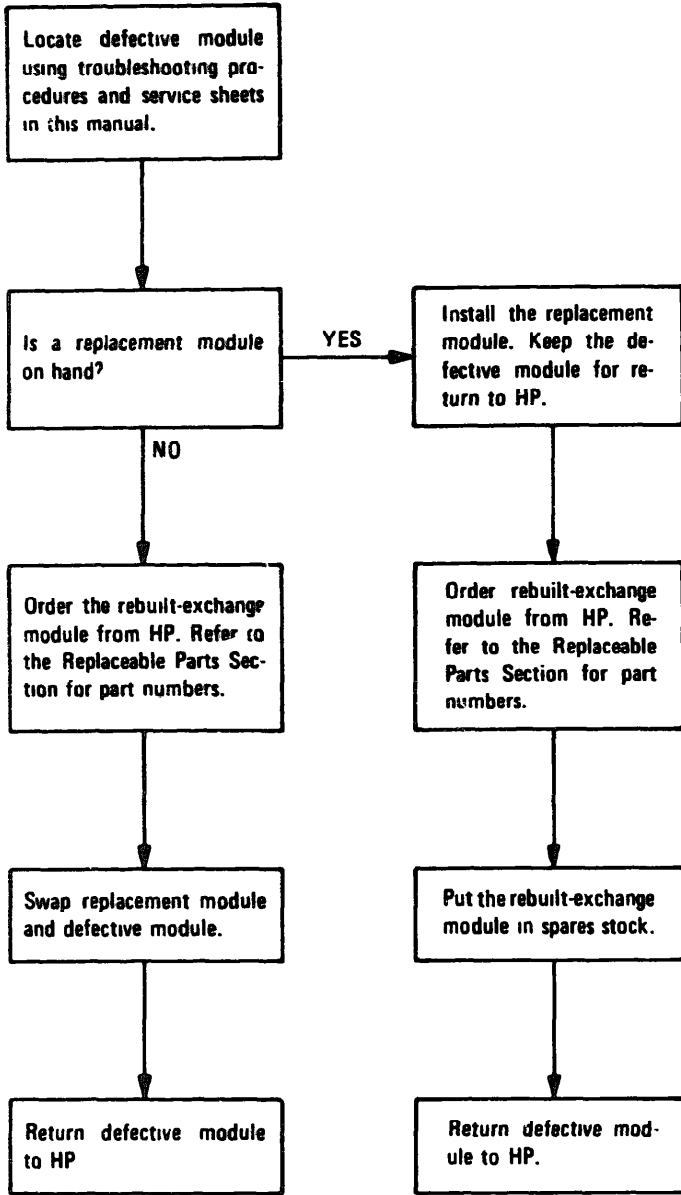 Locate defective module
using troubleshooting pro-
cedures and service sheets
in this manual.
Is a replacement module
on hand?
YES
Install the replacement
module. Keep the de-
fective module for re-
turn to HP.
NO
Order the rebuilt-exchange
module from HP. Refer to
the Replaceable Parts Sec-
tion for part numbers.
Order rebuilt-exchange
module from HP. Re-
fer to the Replaceable
Parts Section for part
numbers.
Swap replacement module
and defective module.
Put the rebuilt-exchange
module in spares stock.
Return defective module
to HP
Return defective mod-
ule to HP.